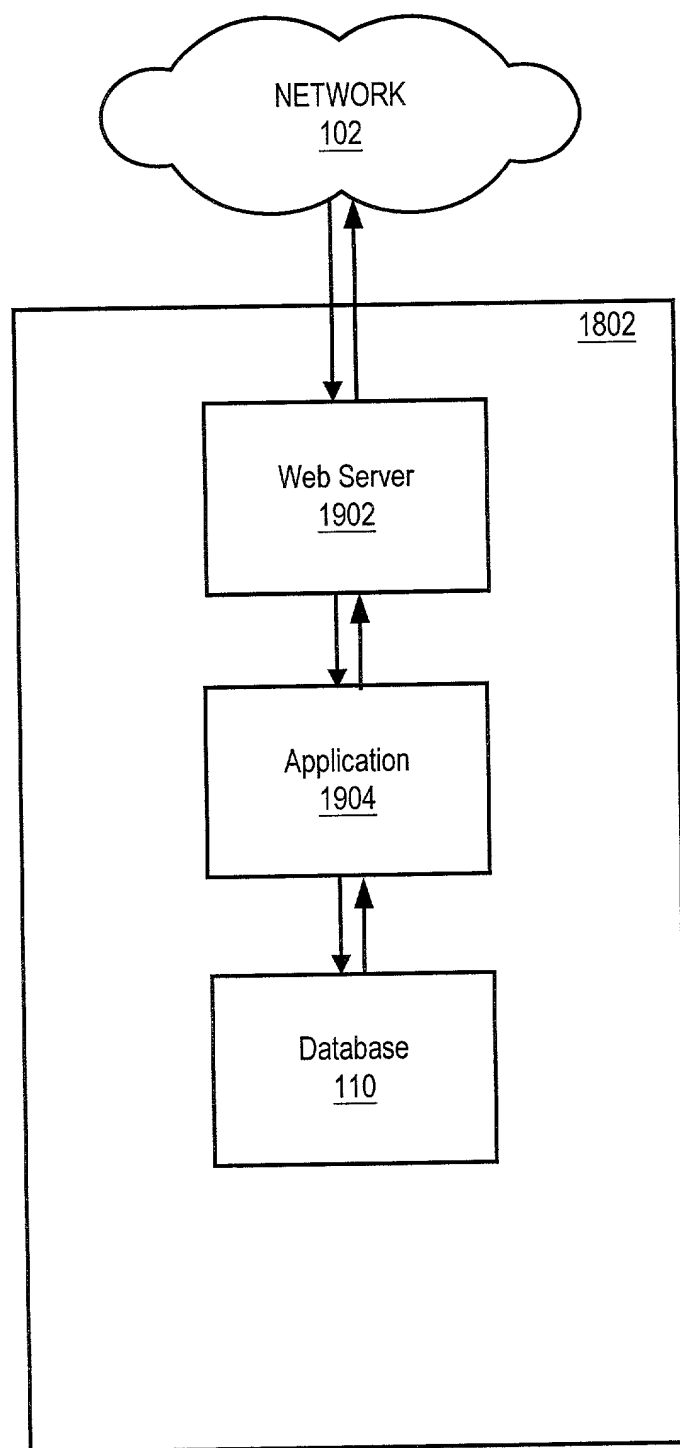 NETWORK
102
1802
Web Server
1902
Application
1904
Database
110